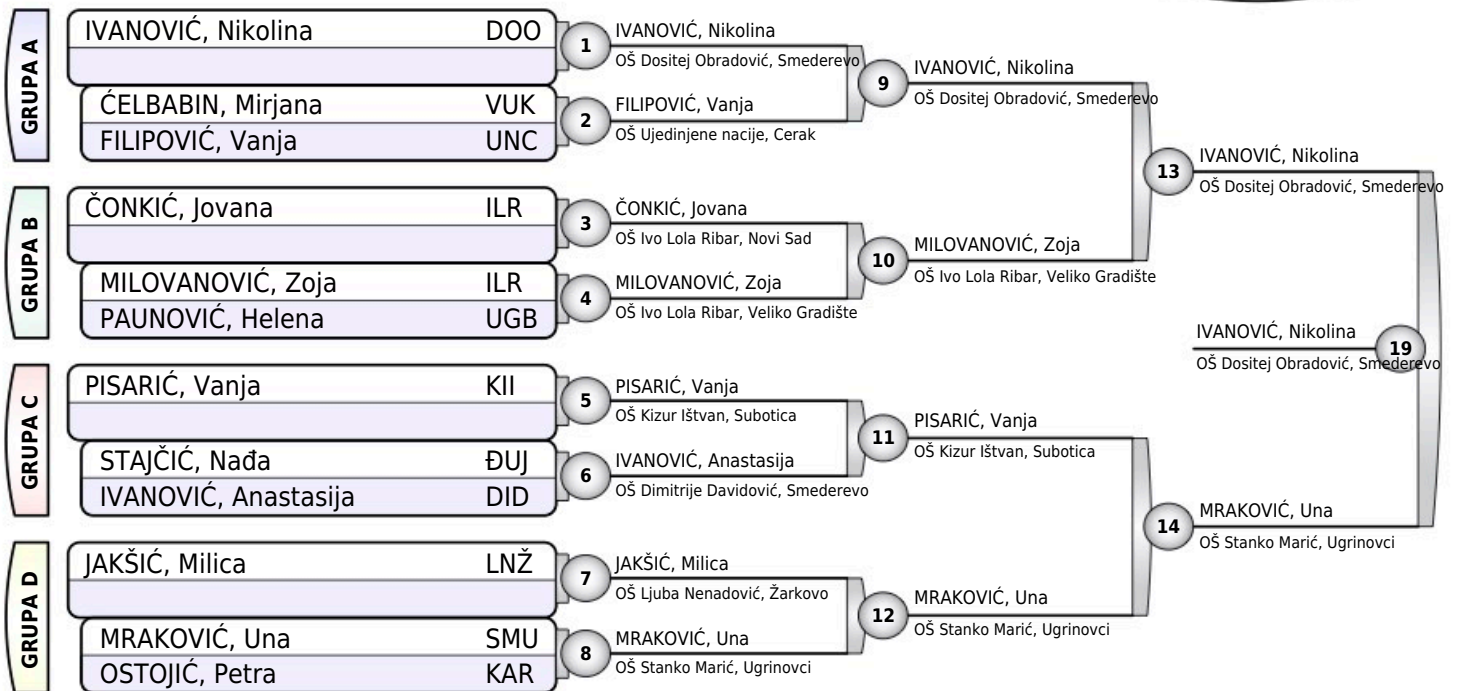 GRUPA A
IVANOVIĆ, Nikolina DOO
ĆELBABIN, Mirjana VUK
FILIPOVIĆ, Vanja UNC
GRUPA B
ČONKIĆ, Jovana ILR
MILOVANOVIĆ, Zoja ILR
PAUNOVIĆ, Helena UGB
GRUPA C
PISARIĆ, Vanja KII
STAJČIĆ, Nađa ĐUJ
IVANOVIĆ, Anastasija DID
GRUPA D
JAKŠIĆ, Milica LNŽ
MRAKOVIĆ, Una SMU
OSTOJIĆ, Petra KAR
1
IVANOVIĆ, Nikolina
OŠ Dositej Obradović, Smederevo
2
FILIPOVIĆ, Vanja
OŠ Ujedinjene nacije, Cerak
3
ČONKIĆ, Jovana
OŠ Ivo Lola Ribar, Novi Sad
4
MILOVANOVIĆ, Zoja
OŠ Ivo Lola Ribar, Veliko Gradište
5
PISARIĆ, Vanja
OŠ Kizur Ištvan, Subotica
6
IVANOVIĆ, Anastasija
OŠ Dimitrije Davidović, Smederevo
7
JAKŠIĆ, Milica
OŠ Ljuba Nenadović, Žarkovo
8
MRAKOVIĆ, Una
OŠ Stanko Marić, Ugrinovci
9
IVANOVIĆ, Nikolina
OŠ Dositej Obradović, Smederevo
10
MILOVANOVIĆ, Zoja
OŠ Ivo Lola Ribar, Veliko Gradište
11
PISARIĆ, Vanja
OŠ Kizur Ištvan, Subotica
12
MRAKOVIĆ, Una
OŠ Stanko Marić, Ugrinovci
13
IVANOVIĆ, Nikolina
OŠ Dositej Obradović, Smederevo
14
MRAKOVIĆ, Una
OŠ Stanko Marić, Ugrinovci
IVANOVIĆ, Nikolina
19
OŠ Dositej Obradović, Smederevo